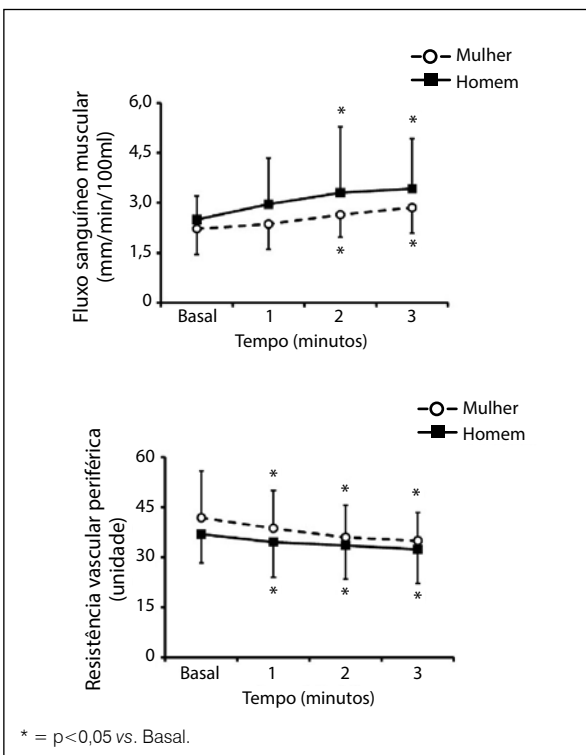 Mulher
Homem
Fluxo sanguíneo muscular
(mm/min/100ml)
6,0
4,5
3,0
1,5
0
* *
* *
Basal 1 2 3
Tempo (minutos)
Mulher
Homem
Resistência vascular periférica
(unidade)
60
45
30
15
0
* * *
* * *
Basal 1 2 3
Tempo (minutos)
* = p<0,05 vs. Basal.